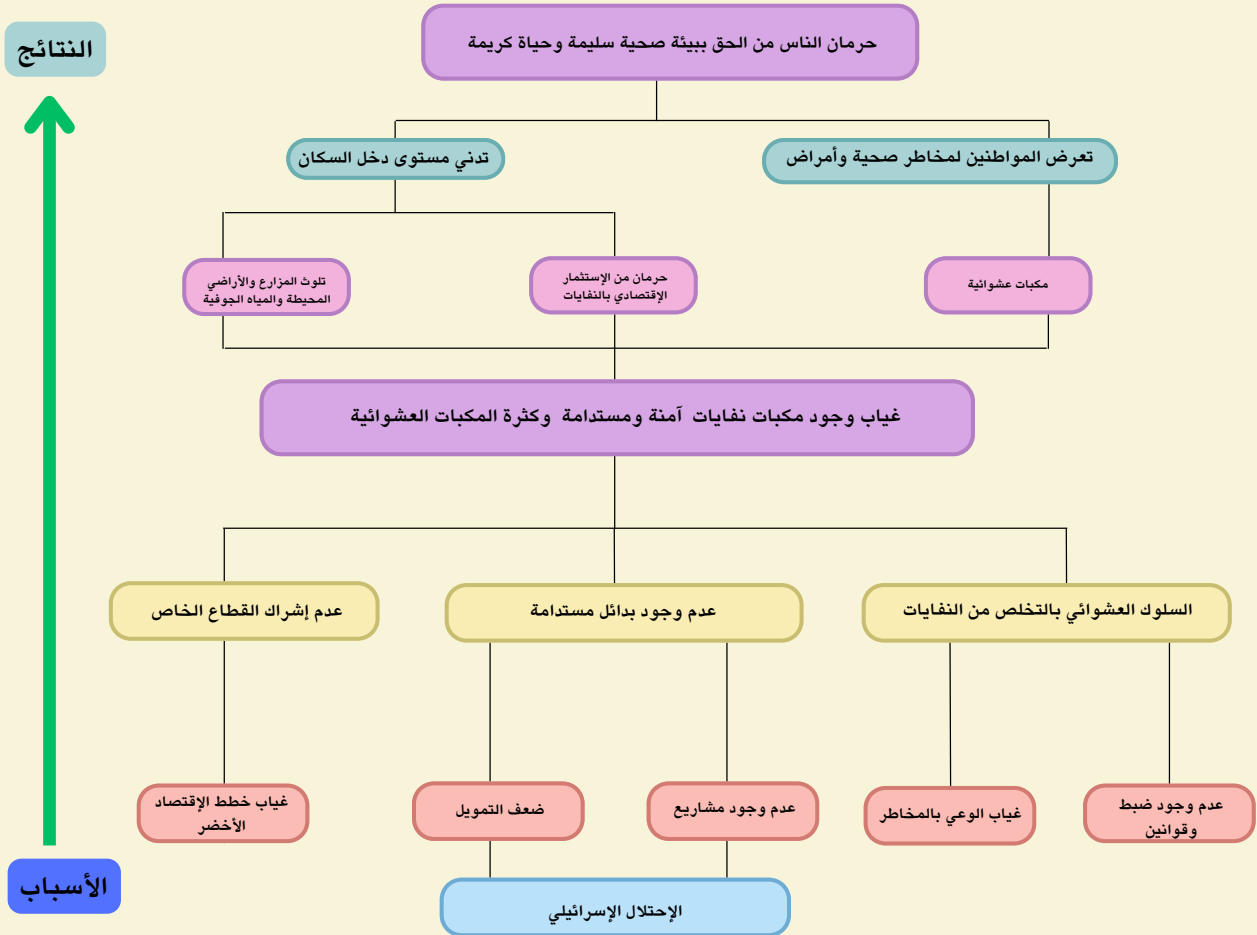 النتائج
حرمان الناس من الحق ببيئة صحية سليمة وحياة كريمة
تعرض المواطنين لمخاطر صحية وأمراض
تدني مستوى دخل السكان
مكبات عشوائية
حرمان من الإستثمار
الإقتصادي بالنفايات
تلوث المزارع والأراضي
المحيطة والمياه الجوفية
غياب وجود مكبات نفايات آمنة ومستدامة وكثرة المكبات العشوائية
السلوك العشوائي بالتخلص من النفايات
عدم وجود بدائل مستدامة
عدم إشراك القطاع الخاص
عدم وجود ضبط
وقوانين
غياب الوعي بالمخاطر
عدم وجود مشاريع
ضعف التمويل
غياب خطط الإقتصاد
الأخضر
الأسباب
الإحتلال الإسرائيلي